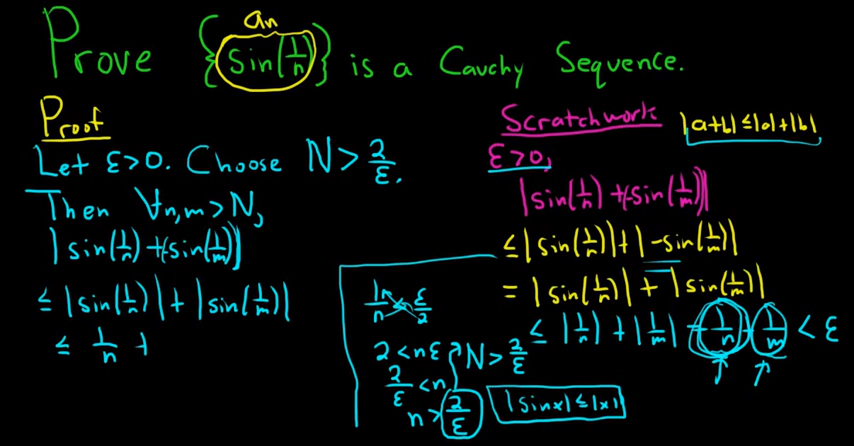 aₙ
Prove {sin(1/n)} is a Cauchy Sequence.
Proof
Let ε>0. Choose N > 2/ε.
Then ∀n,m>N,
|sin(1/n)+(-sin(1/m))|
≤ |sin(1/n)| + |sin(1/m)|
≤ 1/n +
Scratchwork |a+b|≤|a|+|b|
ε>0,
|sin(1/n)+(-sin(1/m))|
≤|sin(1/n)|+|-sin(1/m)|
= |sin(1/n)| + |sin(1/m)|
≤ |1/n|+|1/m| = 1/n + 1/m < ε
1/n < ε/2
2 < nε
2/ε < n
n > 2/ε
N > 2/ε
|sinx|≤|x|